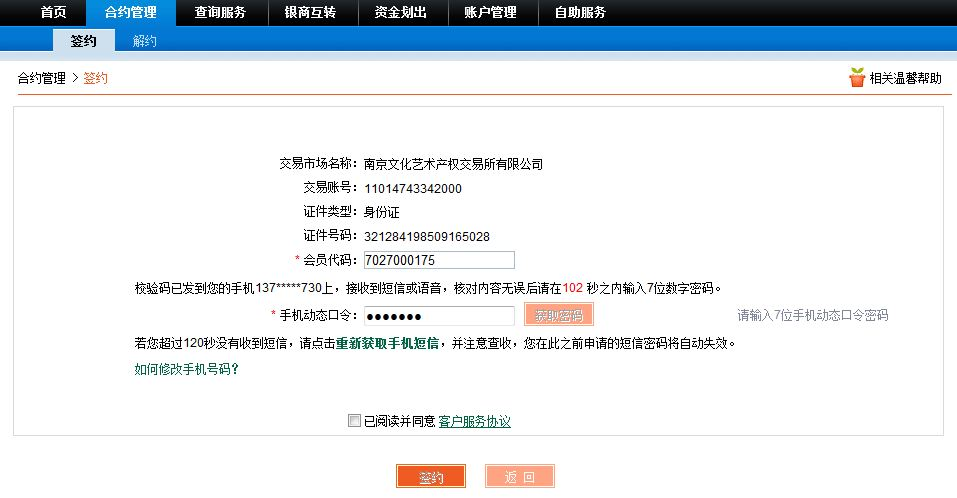 首页 合约管理 查询服务 银商互转 资金划出 账户管理 自助服务
签约 解约
合约管理 > 签约 相关温馨帮助
交易市场名称: 南京文化艺术产权交易所有限公司
交易账号: 11014743342000
证件类型: 身份证
证件号码: 321284198509165028
* 会员代码: 7027000175
校验码已发到您的手机137*****730上，接收到短信或语音，核对内容无误后请在102 秒之内输入7位数字密码。
* 手机动态口令: ●●●●●●● 获取密码 请输入7位手机动态口令密码
若您超过120秒没有收到短信，请点击重新获取手机短信，并注意查收，您在此之前申请的短信密码将自动失效。
如何修改手机号码?
已阅读并同意 客户服务协议
签约 返 回